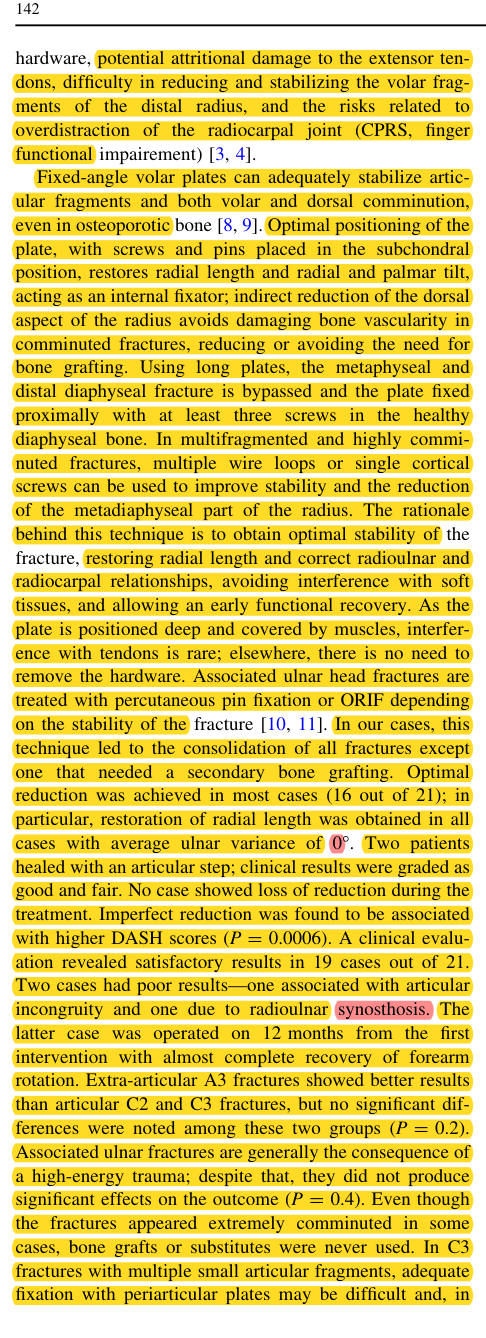 142
hardware, potential attritional damage to the extensor ten-
dons, difficulty in reducing and stabilizing the volar frag-
ments of the distal radius, and the risks related to
overdistraction of the radiocarpal joint (CPRS, finger
functional impairement) [3, 4].
Fixed-angle volar plates can adequately stabilize artic-
ular fragments and both volar and dorsal comminution,
even in osteoporotic bone [8, 9]. Optimal positioning of the
plate, with screws and pins placed in the subchondral
position, restores radial length and radial and palmar tilt,
acting as an internal fixator; indirect reduction of the dorsal
aspect of the radius avoids damaging bone vascularity in
comminuted fractures, reducing or avoiding the need for
bone grafting. Using long plates, the metaphyseal and
distal diaphyseal fracture is bypassed and the plate fixed
proximally with at least three screws in the healthy
diaphyseal bone. In multifragmented and highly commi-
nuted fractures, multiple wire loops or single cortical
screws can be used to improve stability and the reduction
of the metadiaphyseal part of the radius. The rationale
behind this technique is to obtain optimal stability of the
fracture, restoring radial length and correct radioulnar and
radiocarpal relationships, avoiding interference with soft
tissues, and allowing an early functional recovery. As the
plate is positioned deep and covered by muscles, interfer-
ence with tendons is rare; elsewhere, there is no need to
remove the hardware. Associated ulnar head fractures are
treated with percutaneous pin fixation or ORIF depending
on the stability of the fracture [10, 11]. In our cases, this
technique led to the consolidation of all fractures except
one that needed a secondary bone grafting. Optimal
reduction was achieved in most cases (16 out of 21); in
particular, restoration of radial length was obtained in all
cases with average ulnar variance of 0°. Two patients
healed with an articular step; clinical results were graded as
good and fair. No case showed loss of reduction during the
treatment. Imperfect reduction was found to be associated
with higher DASH scores (P = 0.0006). A clinical evalu-
ation revealed satisfactory results in 19 cases out of 21.
Two cases had poor results—one associated with articular
incongruity and one due to radioulnar synosthosis. The
latter case was operated on 12 months from the first
intervention with almost complete recovery of forearm
rotation. Extra-articular A3 fractures showed better results
than articular C2 and C3 fractures, but no significant dif-
ferences were noted among these two groups (P = 0.2).
Associated ulnar fractures are generally the consequence of
a high-energy trauma; despite that, they did not produce
significant effects on the outcome (P = 0.4). Even though
the fractures appeared extremely comminuted in some
cases, bone grafts or substitutes were never used. In C3
fractures with multiple small articular fragments, adequate
fixation with periarticular plates may be difficult and, in